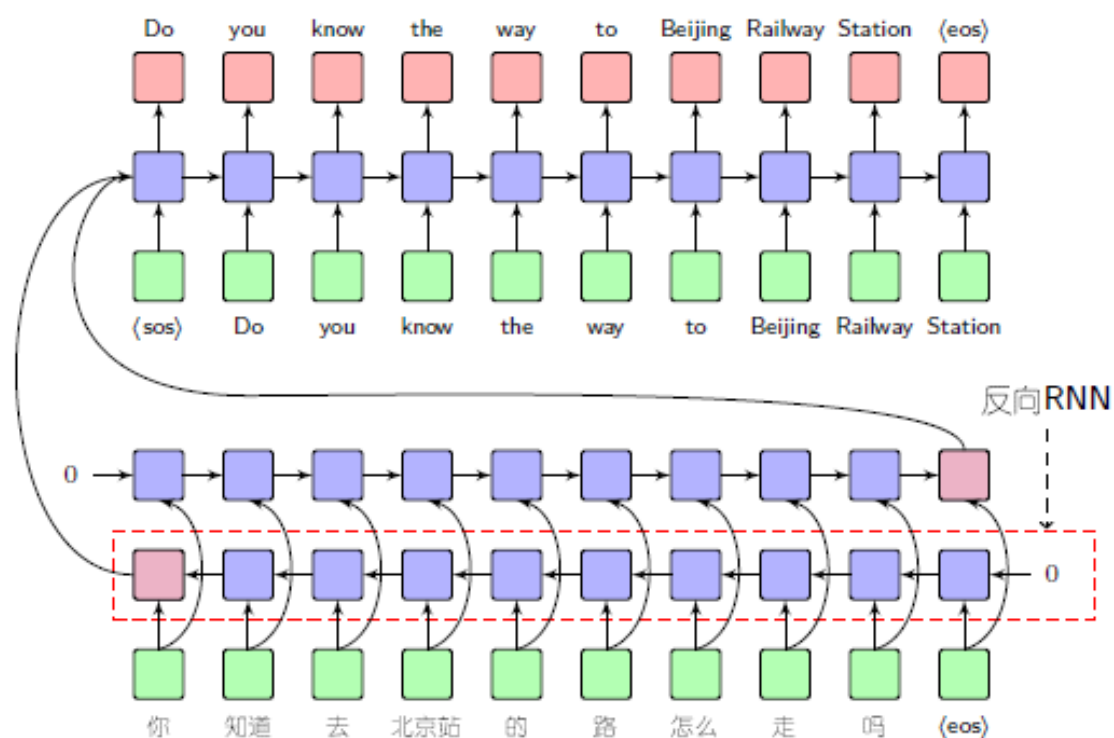 Do you know the way to Beijing Railway Station ⟨eos⟩
⟨sos⟩ Do you know the way to Beijing Railway Station
反向RNN
0
0
你 知道 去 北京站 的 路 怎么 走 吗 ⟨eos⟩